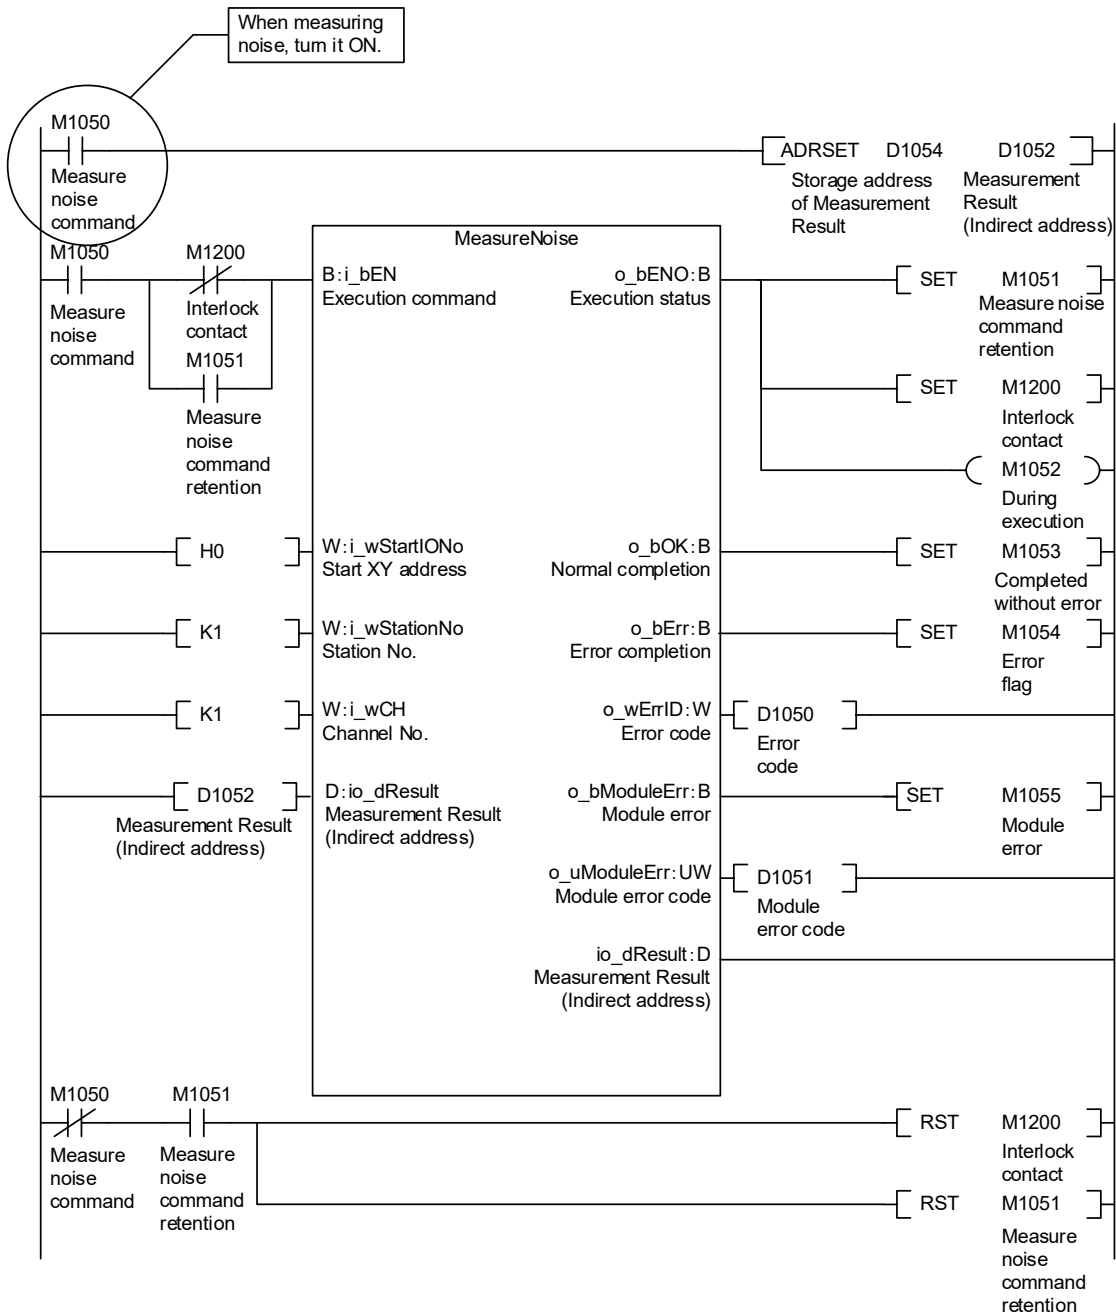 When measuring
noise, turn it ON.
M1050
Measure
noise
command
ADRSET D1054 D1052
Storage address
of Measurement
Result
Measurement
Result
(Indirect address)
M1050
Measure
noise
command
M1200
Interlock
contact
M1051
Measure
noise
command
retention
MeasureNoise
B:i_bEN
Execution command
o_bENO:B
Execution status
SET M1051
Measure noise
command
retention
SET M1200
Interlock
contact
M1052
During
execution
H0
W:i_wStartIONo
Start XY address
o_bOK:B
Normal completion
SET M1053
Completed
without error
K1
W:i_wStationNo
Station No.
o_bErr:B
Error completion
SET M1054
Error
flag
K1
W:i_wCH
Channel No.
o_wErrID:W
Error code
D1050
Error
code
D1052
Measurement Result
(Indirect address)
D:io_dResult
Measurement Result
(Indirect address)
o_bModuleErr:B
Module error
SET M1055
Module
error
o_uModuleErr:UW
Module error code
D1051
Module
error code
io_dResult:D
Measurement Result
(Indirect address)
M1050
Measure
noise
command
M1051
Measure
noise
command
retention
RST M1200
Interlock
contact
RST M1051
Measure
noise
command
retention